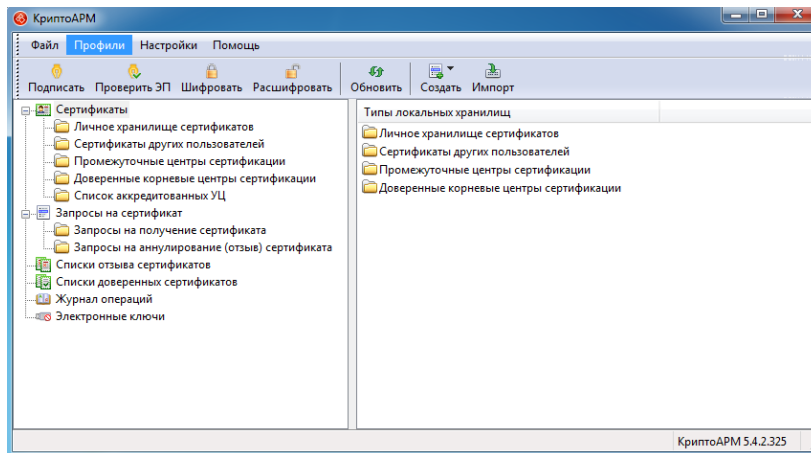 КриптоАРМ
Файл Профили Настройки Помощь
Подписать Проверить ЭП Шифровать Расшифровать Обновить Создать Импорт
Сертификаты
Личное хранилище сертификатов
Сертификаты других пользователей
Промежуточные центры сертификации
Доверенные корневые центры сертификации
Список аккредитованных УЦ
Запросы на сертификат
Запросы на получение сертификата
Запросы на аннулирование (отзыв) сертификата
Списки отзыва сертификатов
Списки доверенных сертификатов
Журнал операций
Электронные ключи
Типы локальных хранилищ
Личное хранилище сертификатов
Сертификаты других пользователей
Промежуточные центры сертификации
Доверенные корневые центры сертификации
КриптоАРМ 5.4.2.325